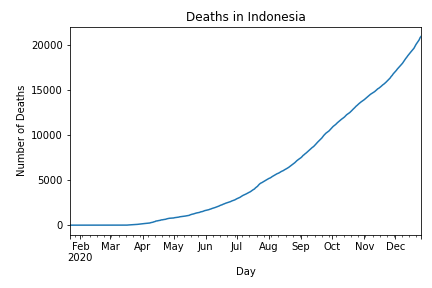 Deaths in Indonesia
Number of Deaths
20000
15000
10000
5000
0
Feb Mar Apr May Jun Jul Aug Sep Oct Nov Dec
2020
Day